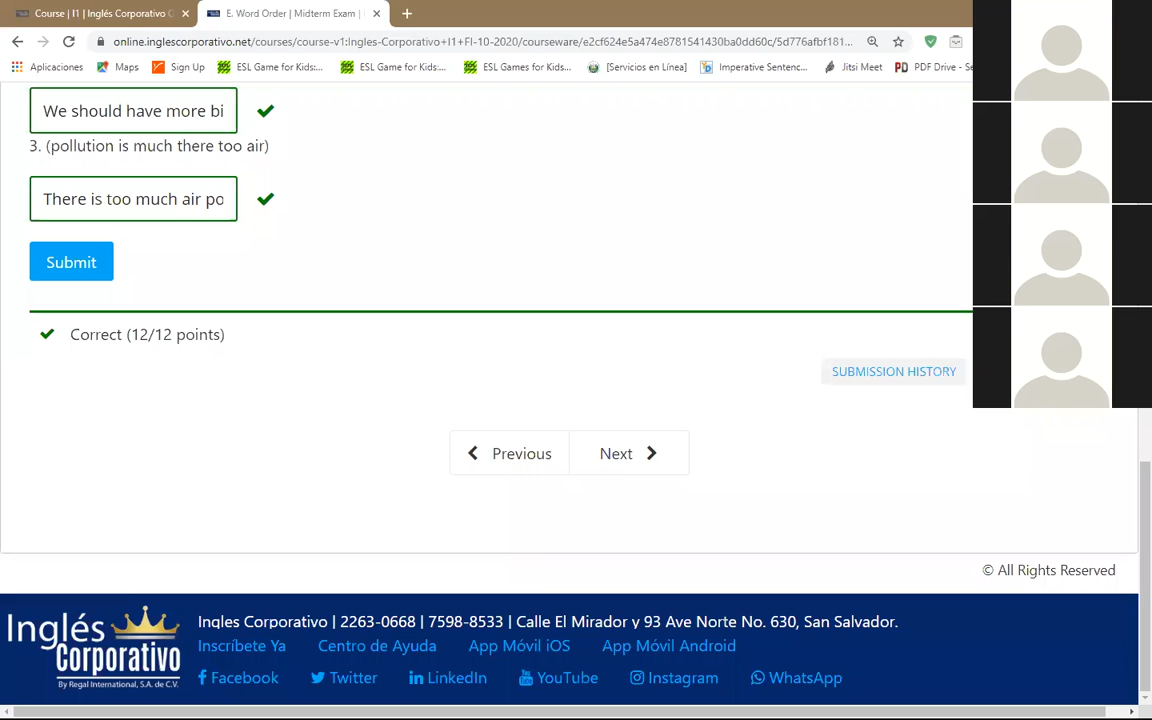 Course | I1 | Inglés Corporativo
E. Word Order | Midterm Exam |
online.inglescorporativo.net/courses/course-v1:Ingles-Corporativo+I1+FI-10-2020/courseware/e2cf624e5a474e8781541430ba0dd60c/5d776afbf181...
Aplicaciones Maps Sign Up ESL Game for Kids:... ESL Game for Kids:... ESL Games for Kids:... [Servicios en Línea] Imperative Sentenc... Jitsi Meet PDF Drive - Se
We should have more bi
3. (pollution is much there too air)
There is too much air po
Submit
Correct (12/12 points)
SUBMISSION HISTORY
Previous Next
© All Rights Reserved
Inglés Corporativo
By Regal International, S.A. de C.V.
Ingles Corporativo | 2263-0668 | 7598-8533 | Calle El Mirador y 93 Ave Norte No. 630, San Salvador.
Inscríbete Ya Centro de Ayuda App Móvil iOS App Móvil Android
Facebook Twitter LinkedIn YouTube Instagram WhatsApp